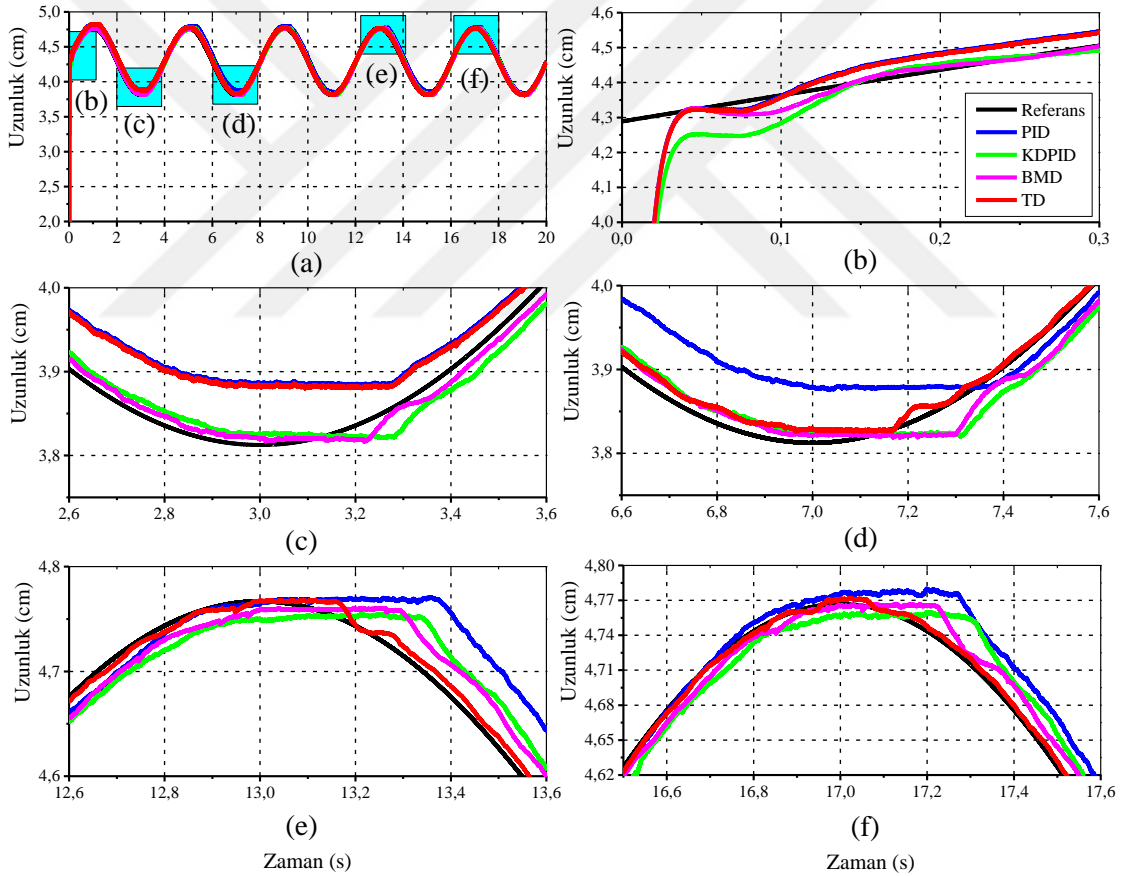 Uzunluk (cm)
5,0
4,5
4,0
3,5
3,0
2,5
2,0
(b)
(c)
(d)
(e)
(f)
0 2 4 6 8 10 12 14 16 18 20
(a)
Uzunluk (cm)
4,6
4,5
4,4
4,3
4,2
4,1
4,0
Referans
PID
KDPID
BMD
TD
0,0 0,1 0,2 0,3
(b)
Uzunluk (cm)
4,0
3,9
3,8
2,6 2,8 3,0 3,2 3,4 3,6
(c)
Uzunluk (cm)
4,0
3,9
3,8
6,6 6,8 7,0 7,2 7,4 7,6
(d)
Uzunluk (cm)
4,8
4,7
4,6
12,6 12,8 13,0 13,2 13,4 13,6
(e)
Zaman (s)
Uzunluk (cm)
4,80
4,77
4,74
4,71
4,68
4,65
4,62
16,6 16,8 17,0 17,2 17,4 17,6
(f)
Zaman (s)